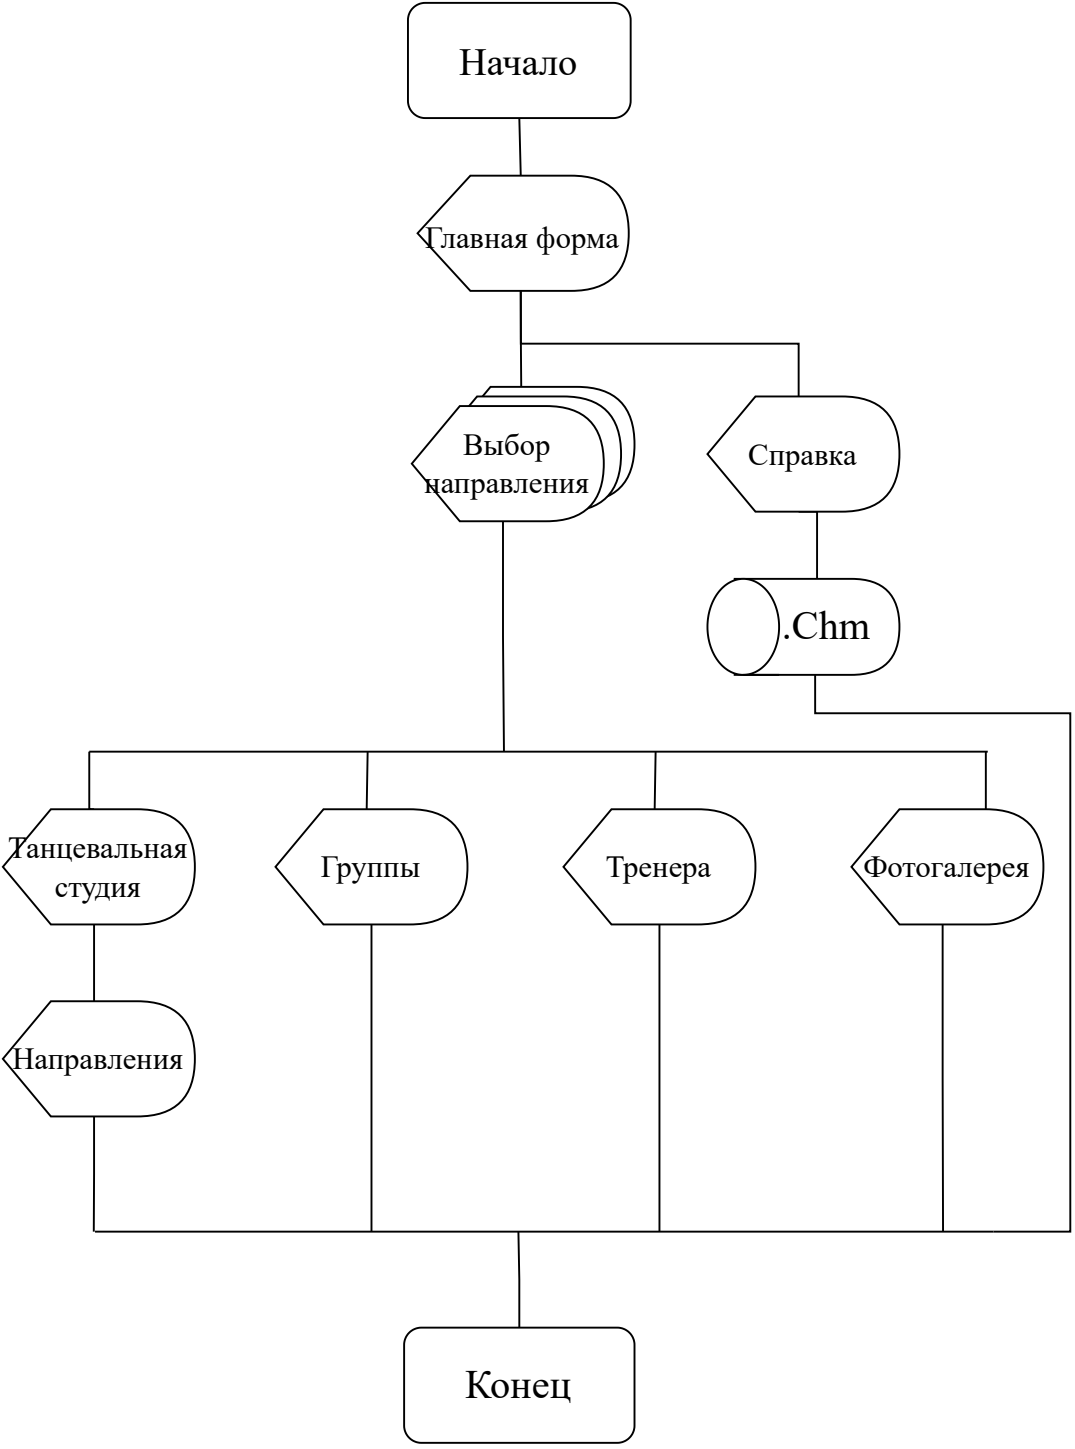 Начало
Главная форма
Выбор
направления
Справка
.Chm
Танцевальная
студия
Группы
Тренера
Фотогалерея
Направления
Конец